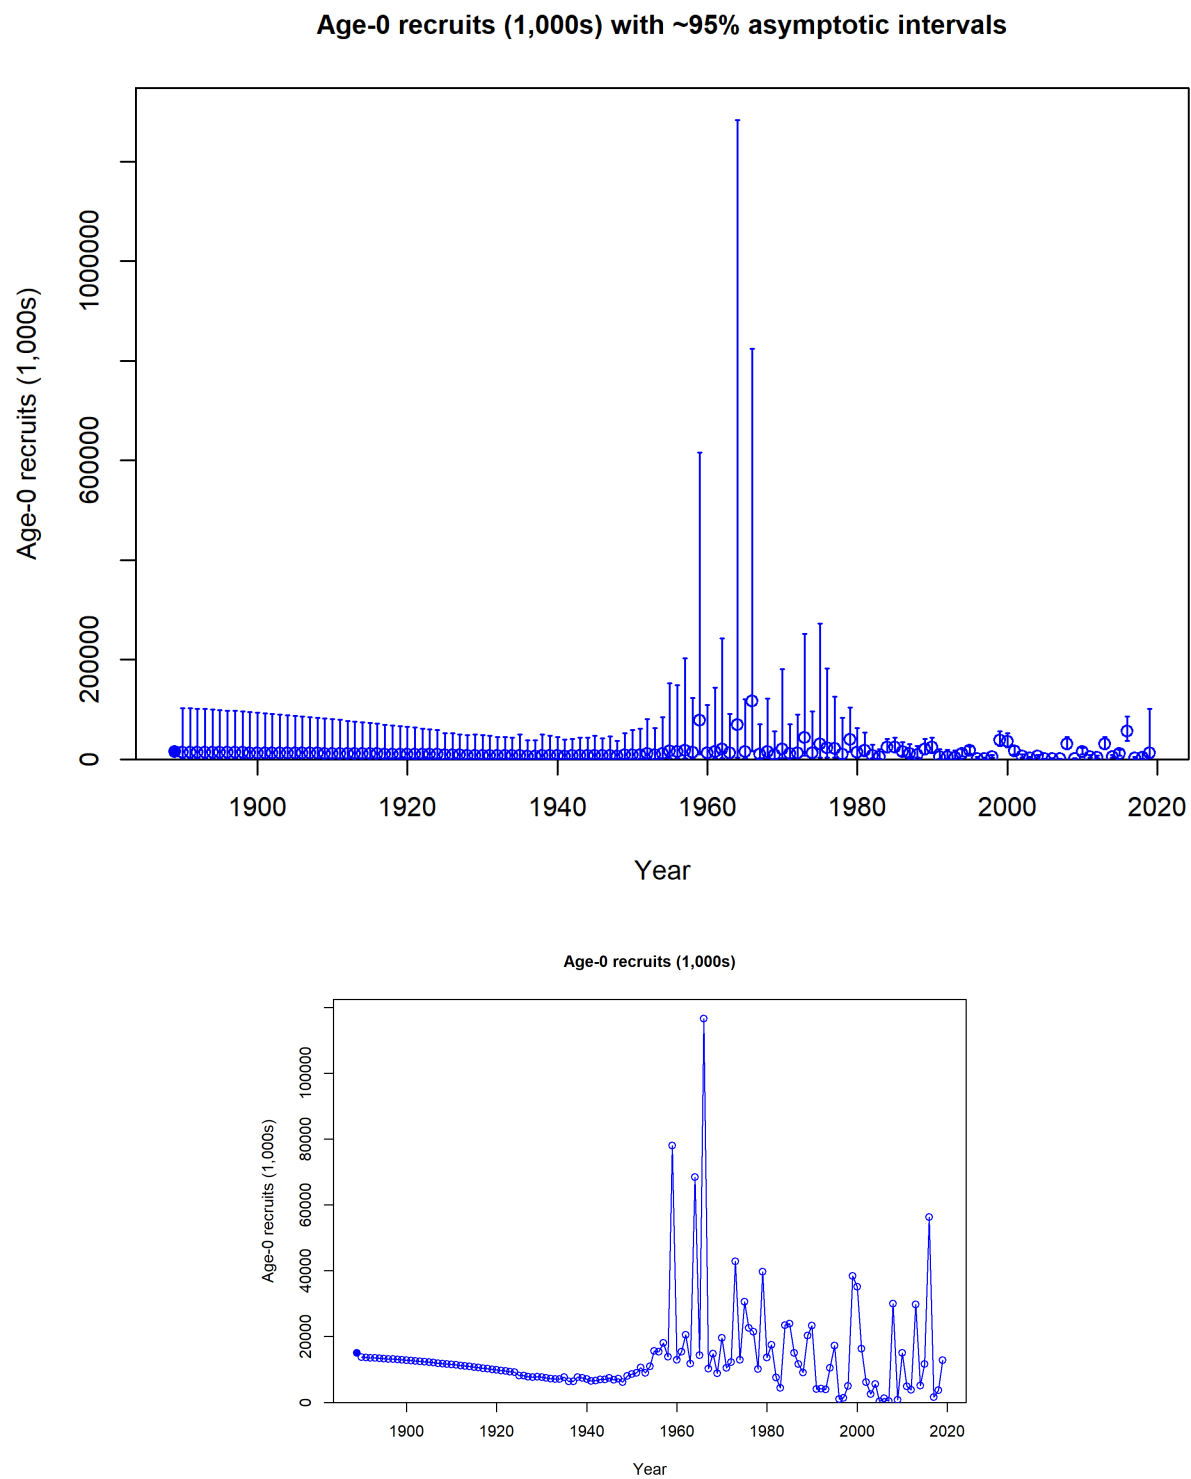 Age-0 recruits (1,000s) with ~95% asymptotic intervals
Age-0 recruits (1,000s)
1000000
600000
200000
0
1900 1920 1940 1960 1980 2000 2020
Year
Age-0 recruits (1,000s)
Age-0 recruits (1,000s)
100000
80000
60000
40000
20000
0
1900 1920 1940 1960 1980 2000 2020
Year